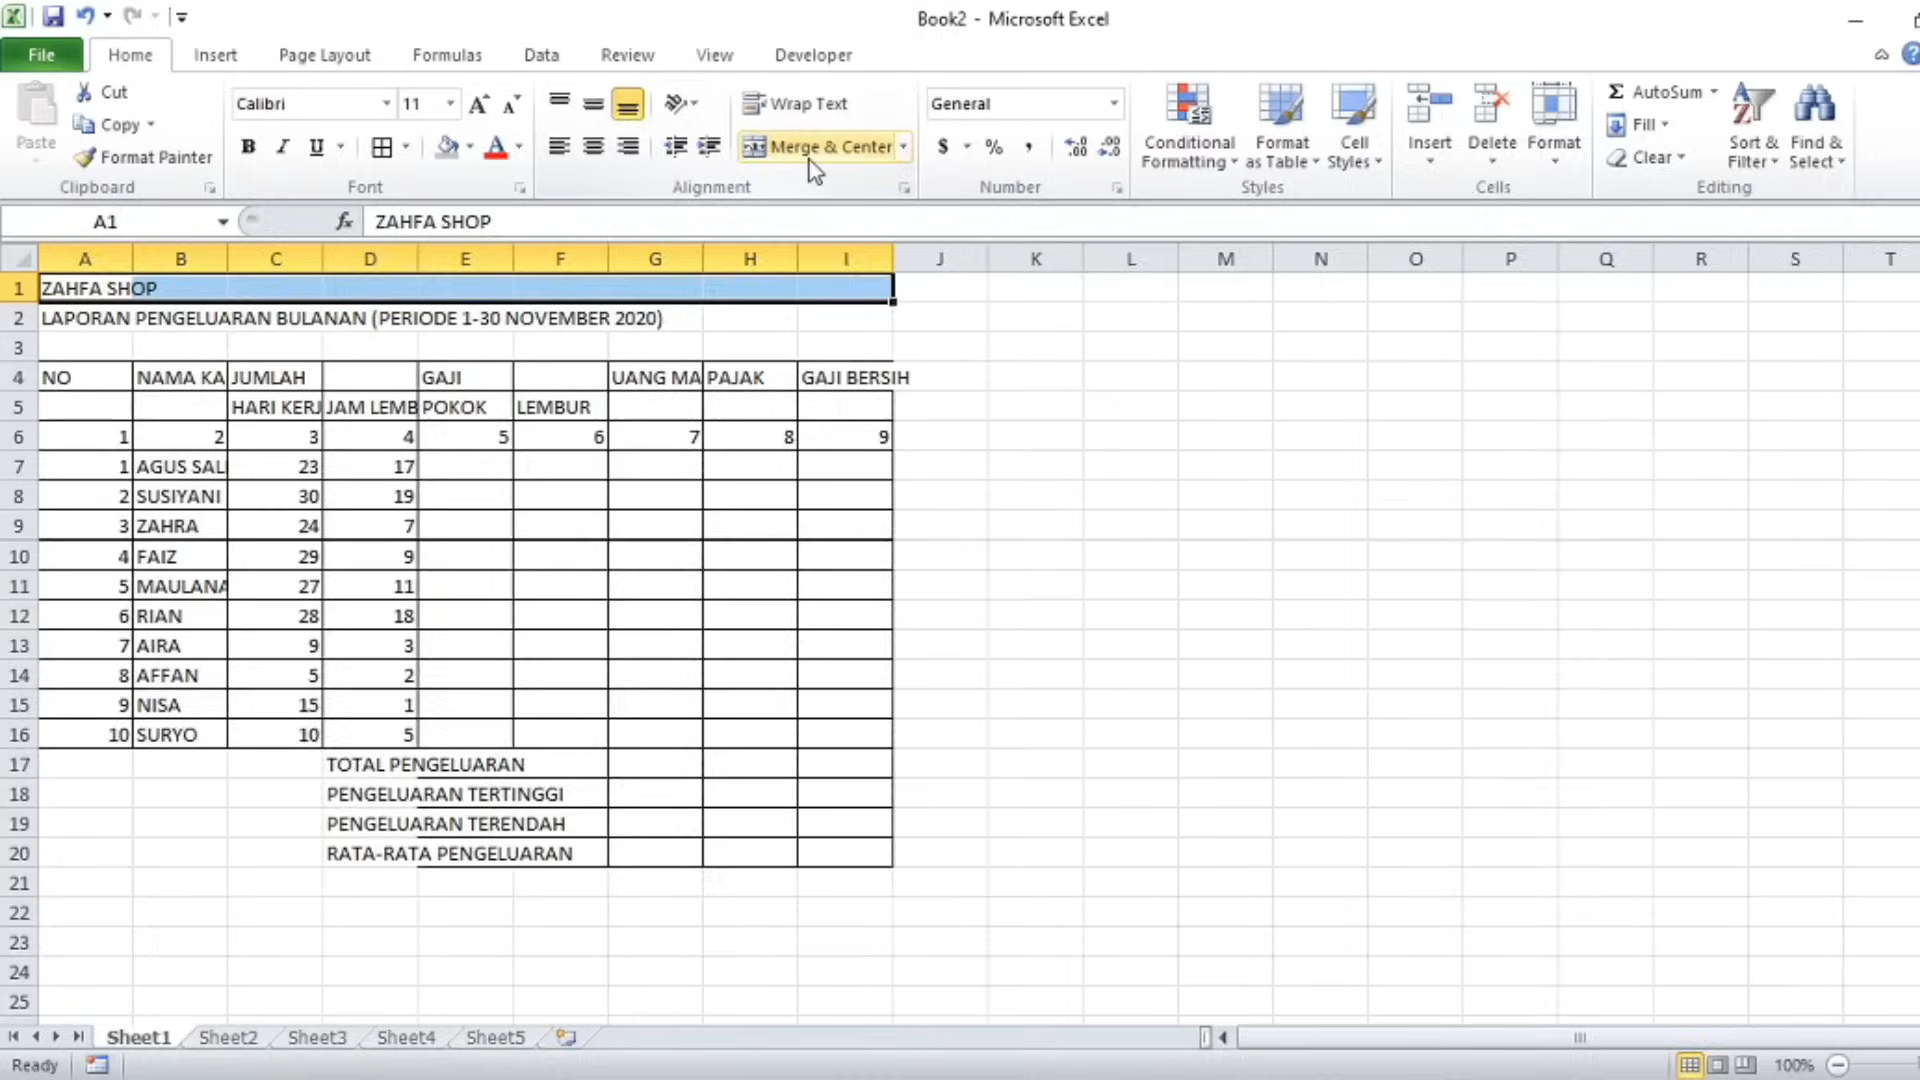 Book2 - Microsoft Excel
File Home Insert Page Layout Formulas Data Review View Developer
Cut Calibri 11 A A Wrap Text General AutoSum
Copy Merge & Center Fill
Paste Format Painter B I U A $ % , Conditional Formatting Format as Table Cell Styles Insert Delete Format Clear Sort & Filter Find & Select
Clipboard Font Alignment Number Styles Cells Editing
A1 fx ZAHFA SHOP
A B C D E F G H I J K L M N O P Q R S T
1 ZAHFA SHOP
2 LAPORAN PENGELUARAN BULANAN (PERIODE 1-30 NOVEMBER 2020)
3
4 NO NAMA KA JUMLAH GAJI UANG MA PAJAK GAJI BERSIH
5 HARI KERJ JAM LEMB POKOK LEMBUR
6 1 2 3 4 5 6 7 8 9
7 1 AGUS SALI 23 17
8 2 SUSIYANI 30 19
9 3 ZAHRA 24 7
10 4 FAIZ 29 9
11 5 MAULANA 27 11
12 6 RIAN 28 18
13 7 AIRA 9 3
14 8 AFFAN 5 2
15 9 NISA 15 1
16 10 SURYO 10 5
17 TOTAL PENGELUARAN
18 PENGELUARAN TERTINGGI
19 PENGELUARAN TERENDAH
20 RATA-RATA PENGELUARAN
21
22
23
24
25
Sheet1 Sheet2 Sheet3 Sheet4 Sheet5
Ready 100%